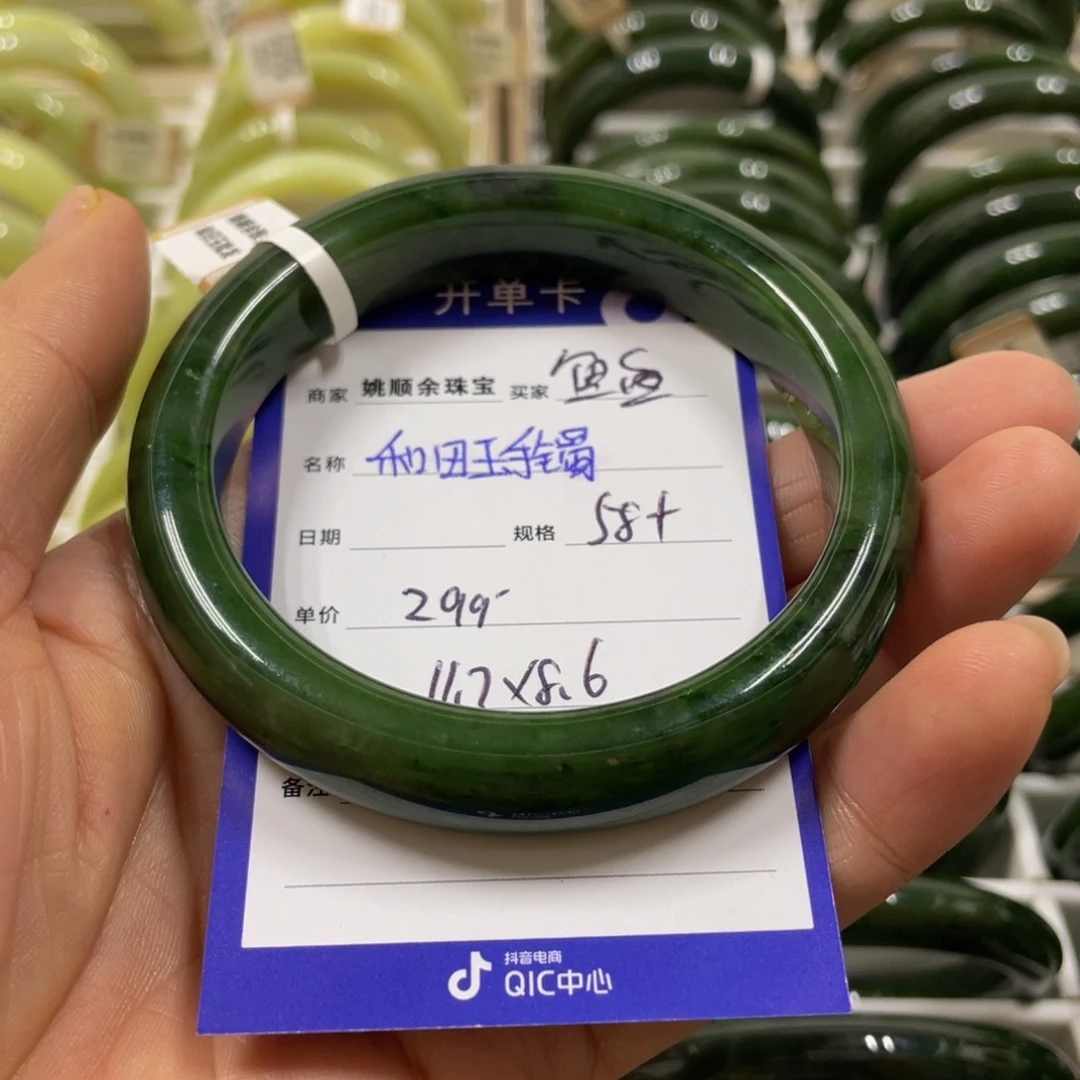 开单卡
商家 姚顺余珠宝 买家
名称 和田玉手镯
日期 规格 58+
单价 299-
11.7×8.6
备注
抖音电商
QIC中心